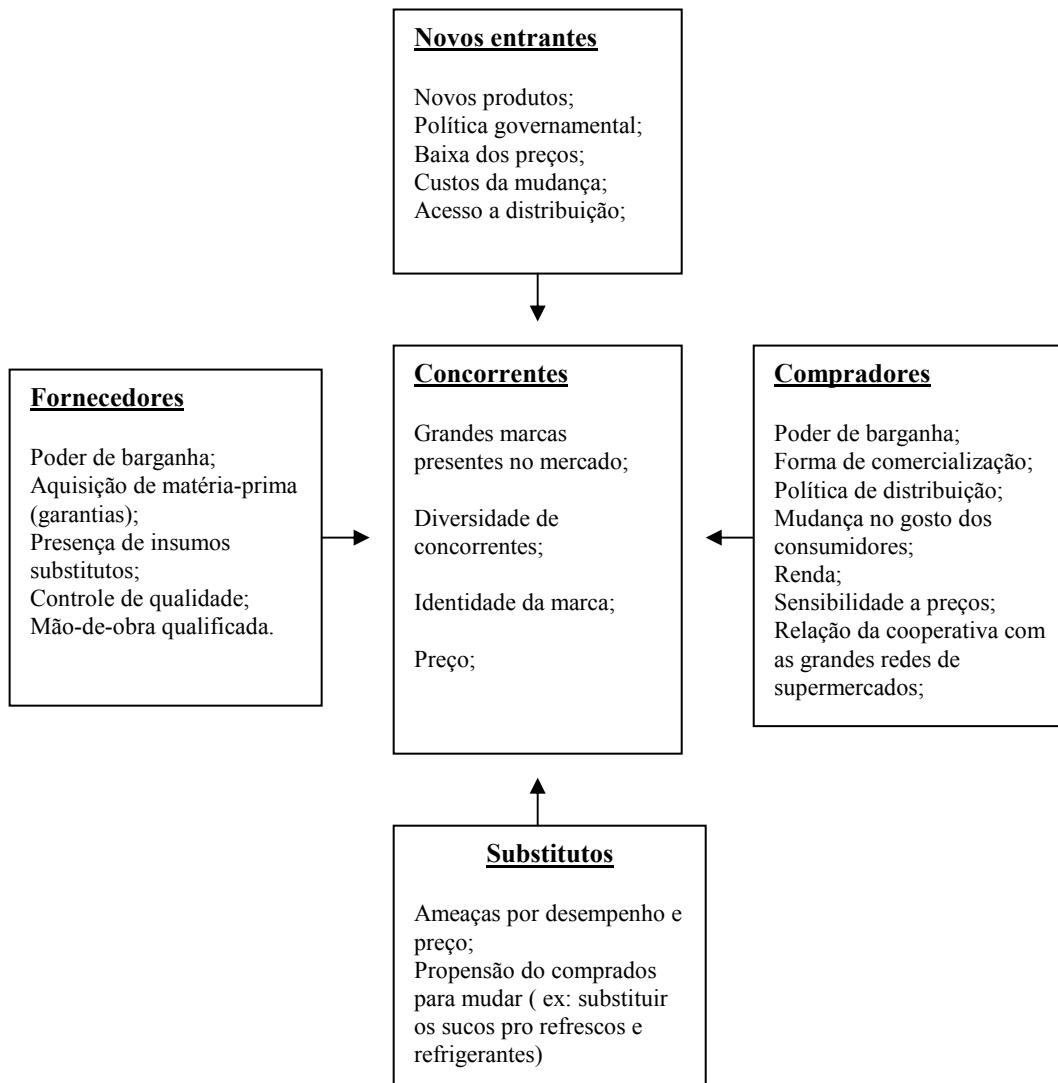 Novos entrantes
Novos produtos;
Política governamental;
Baixa dos preços;
Custos da mudança;
Acesso a distribuição;
Fornecedores
Poder de barganha;
Aquisição de matéria-prima
(garantias);
Presença de insumos
substitutos;
Controle de qualidade;
Mão-de-obra qualificada.
Concorrentes
Grandes marcas
presentes no mercado;
Diversidade de
concorrentes;
Identidade da marca;
Preço;
Compradores
Poder de barganha;
Forma de comercialização;
Política de distribuição;
Mudança no gosto dos
consumidores;
Renda;
Sensibilidade a preços;
Relação da cooperativa com
as grandes redes de
supermercados;
Substitutos
Ameaças por desempenho e
preço;
Propensão do comprados
para mudar ( ex: substituir
os sucos pro refrescos e
refrigerantes)